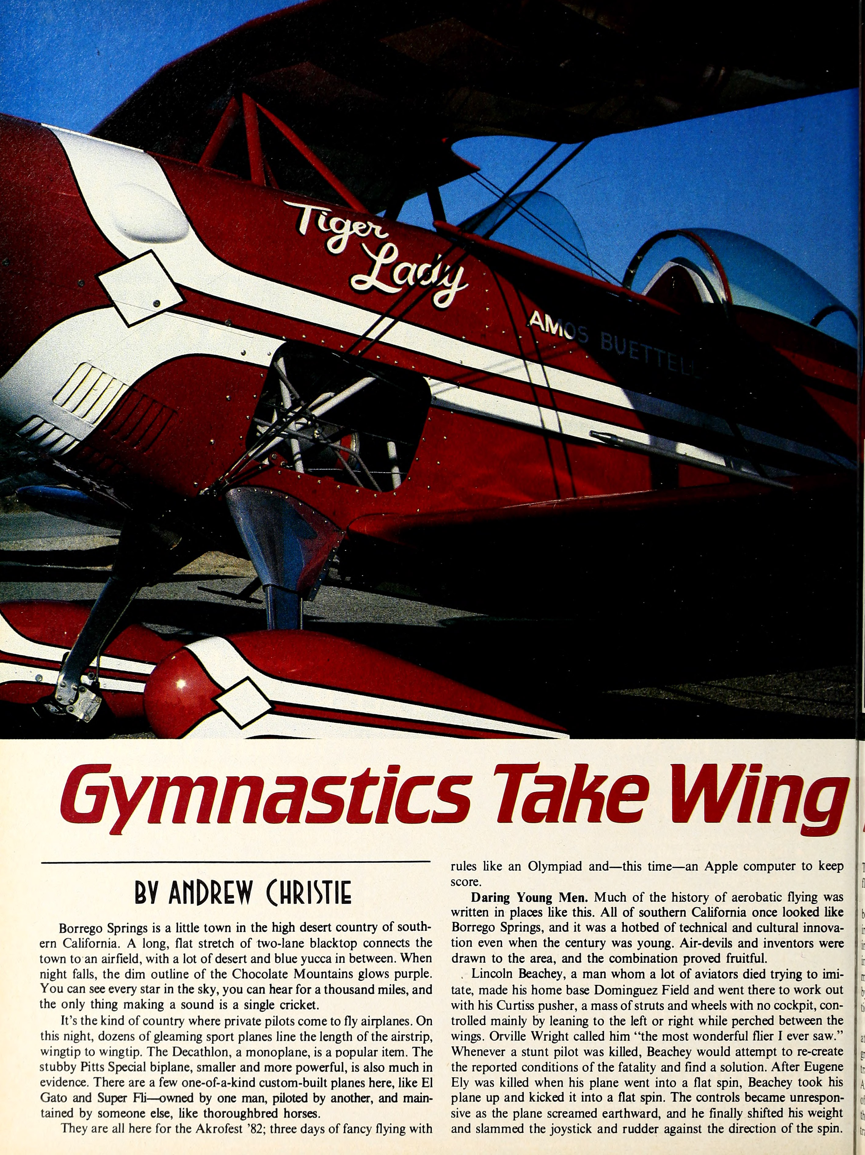 Tiger
Lady
AMOS BUETTELL
Gymnastics Take Wing
BY ANDREW CHRISTIE
Borrego Springs is a little town in the high desert country of south-
ern California. A long, flat stretch of two-lane blacktop connects the
town to an airfield, with a lot of desert and blue yucca in between. When
night falls, the dim outline of the Chocolate Mountains glows purple.
You can see every star in the sky, you can hear for a thousand miles, and
the only thing making a sound is a single cricket.
It's the kind of country where private pilots come to fly airplanes. On
this night, dozens of gleaming sport planes line the length of the airstrip,
wingtip to wingtip. The Decathlon, a monoplane, is a popular item. The
stubby Pitts Special biplane, smaller and more powerful, is also much in
evidence. There are a few one-of-a-kind custom-built planes here, like El
Gato and Super Fli—owned by one man, piloted by another, and main-
tained by someone else, like thoroughbred horses.
They are all here for the Akrofest '82; three days of fancy flying with
rules like an Olympiad and—this time—an Apple computer to keep
score.
Daring Young Men. Much of the history of aerobatic flying was
written in places like this. All of southern California once looked like
Borrego Springs, and it was a hotbed of technical and cultural innova-
tion even when the century was young. Air-devils and inventors were
drawn to the area, and the combination proved fruitful.
Lincoln Beachey, a man whom a lot of aviators died trying to imi-
tate, made his home base Dominguez Field and went there to work out
with his Curtiss pusher, a mass of struts and wheels with no cockpit, con-
trolled mainly by leaning to the left or right while perched between the
wings. Orville Wright called him "the most wonderful flier I ever saw."
Whenever a stunt pilot was killed, Beachey would attempt to re-create
the reported conditions of the fatality and find a solution. After Eugene
Ely was killed when his plane went into a flat spin, Beachey took his
plane up and kicked it into a flat spin. The controls became unrespon-
sive as the plane screamed earthward, and he finally shifted his weight
and slammed the joystick and rudder against the direction of the spin.